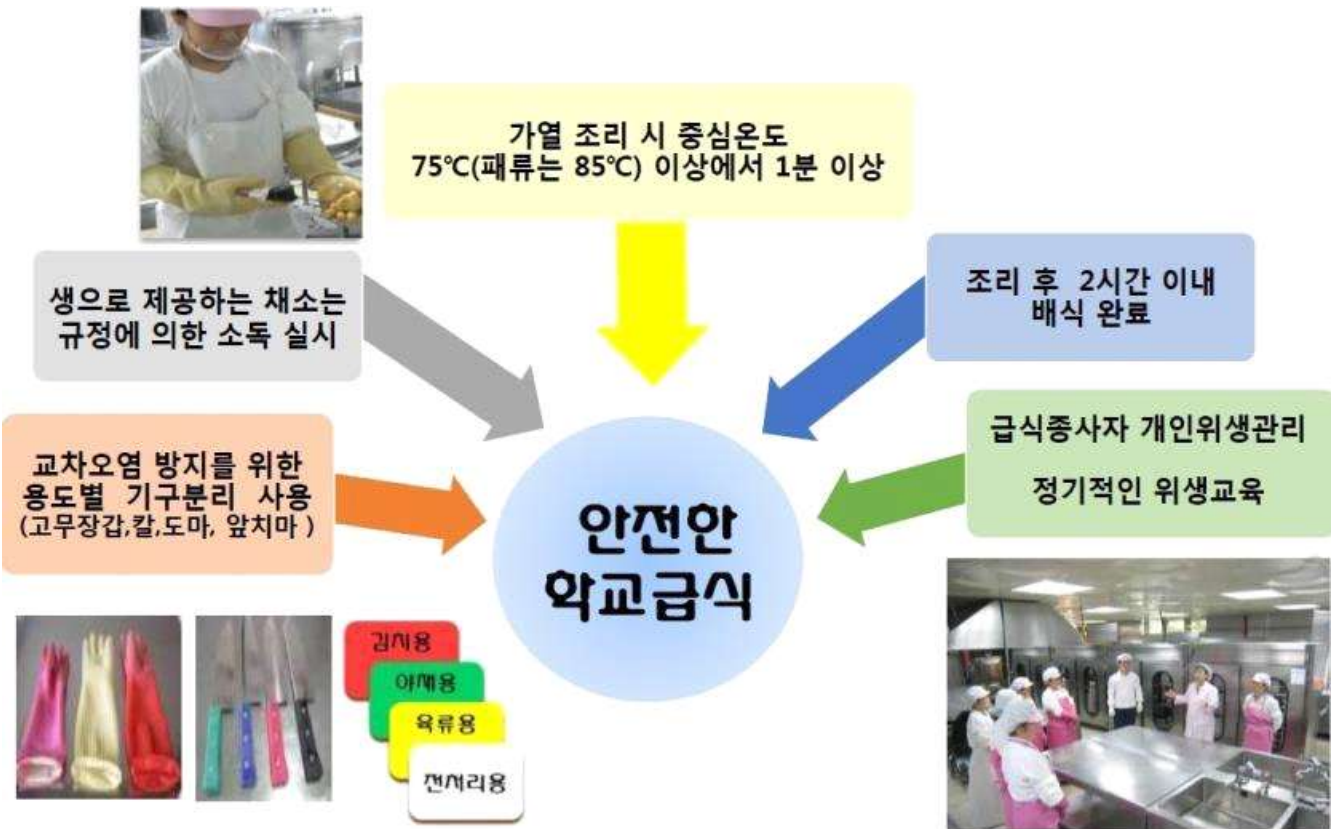 가열 조리 시 중심온도
75℃(패류는 85℃) 이상에서 1분 이상
생으로 제공하는 채소는
규정에 의한 소독 실시
조리 후 2시간 이내
배식 완료
교차오염 방지를 위한
용도별 기구분리 사용
(고무장갑,칼,도마, 앞치마 )
급식종사자 개인위생관리
정기적인 위생교육
안전한
학교급식
김치용
야채용
육류용
전처리용